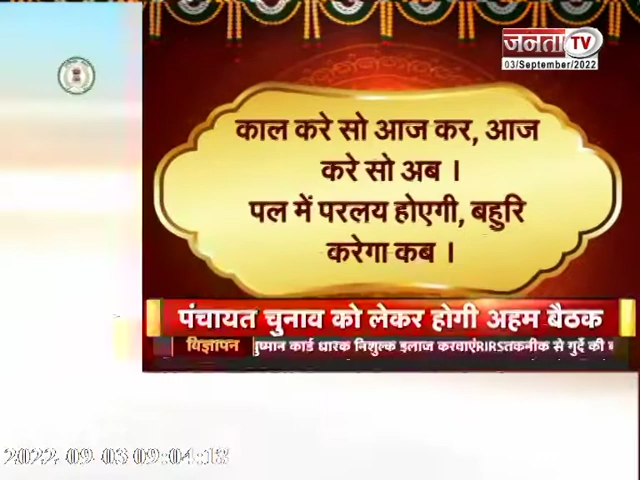 जनता TV
03/September/2022
काल करे सो आज कर, आज
करे सो अब ।
पल में परलय होएगी, बहुरि
करेगा कब ।
पंचायत चुनाव को लेकर होगी अहम बैठक
विज्ञापन
कार्ड धारक निशुल्क इलाज करवाएं RIRS तकनीक से गुर्दे की
2022-09-03 09:04:13